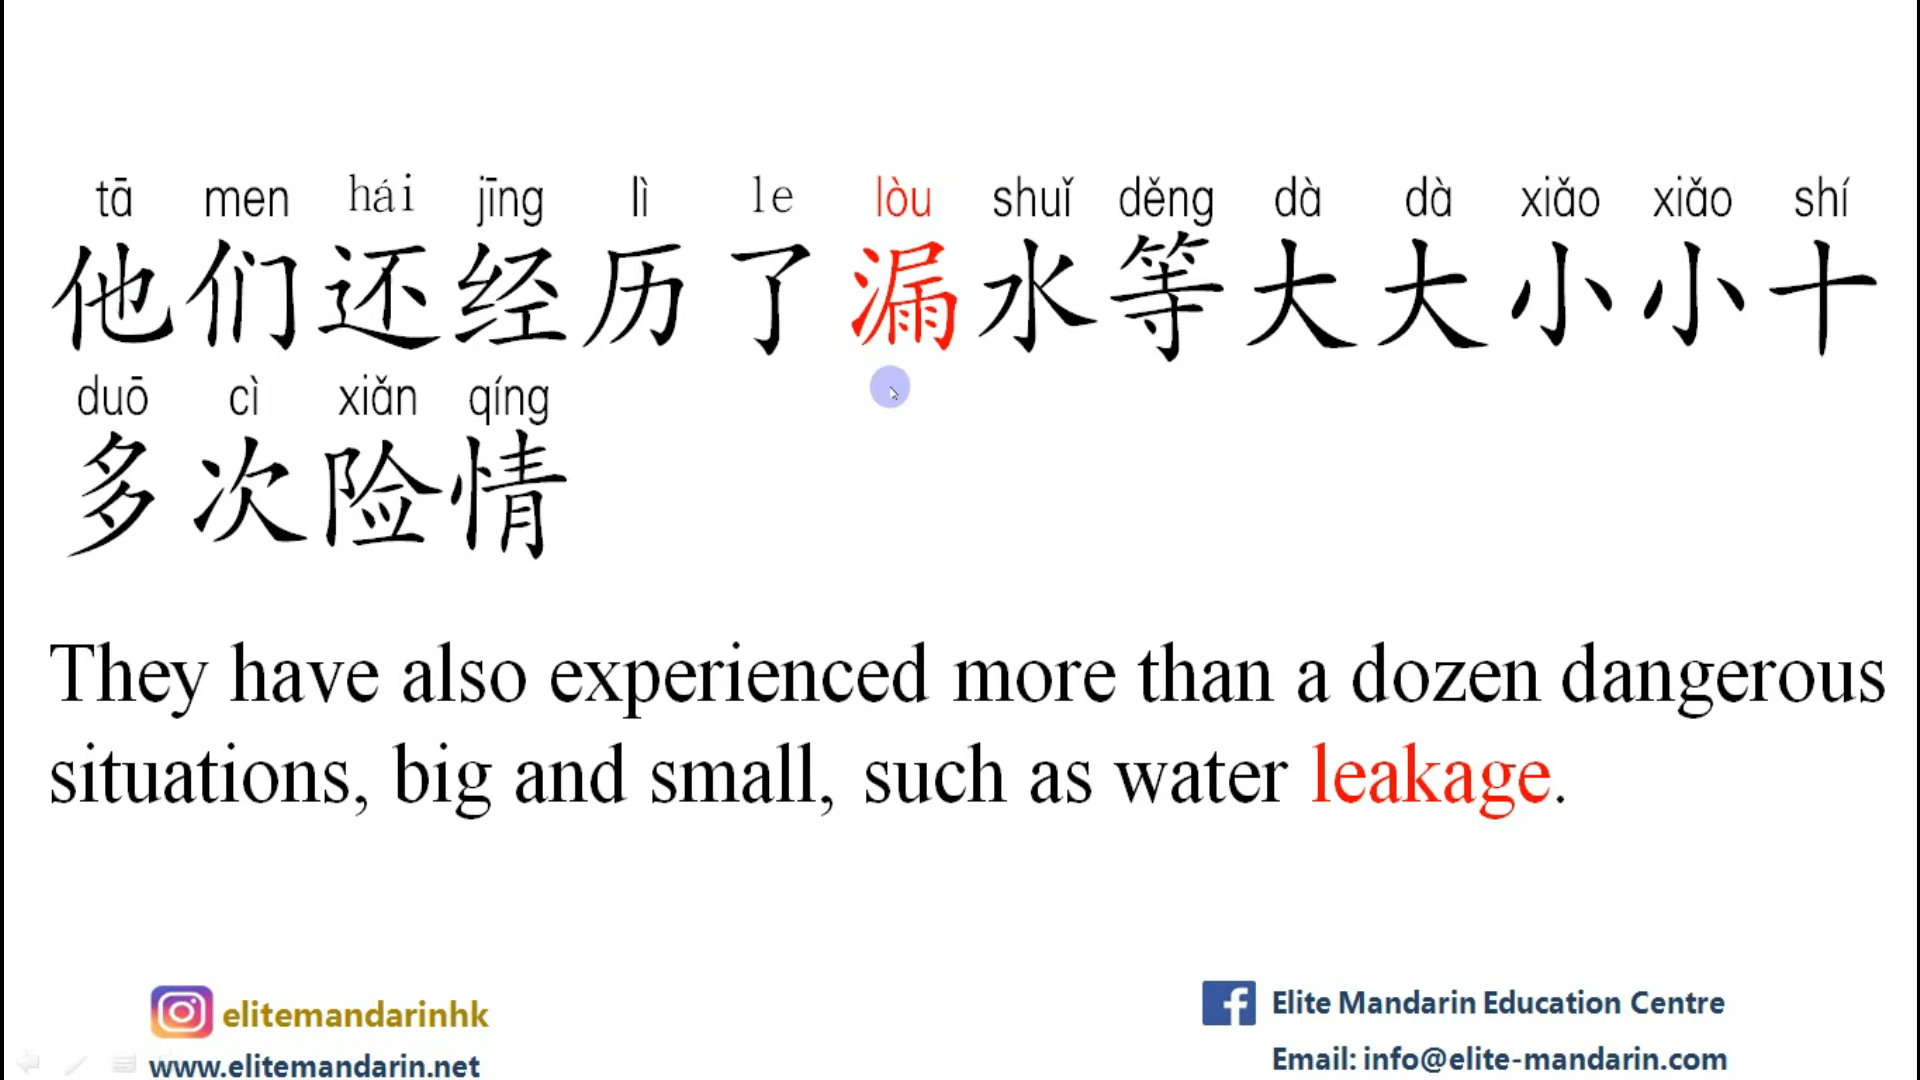 tā men hái jīng lì le lòu shuǐ děng dà dà xiǎo xiǎo shí
他们还经历了漏水等大大小小十
duō cì xiǎn qíng
多次险情
They have also experienced more than a dozen dangerous
situations, big and small, such as water leakage.
elitemandarinhk
www.elitemandarin.net
Elite Mandarin Education Centre
Email: info@elite-mandarin.com